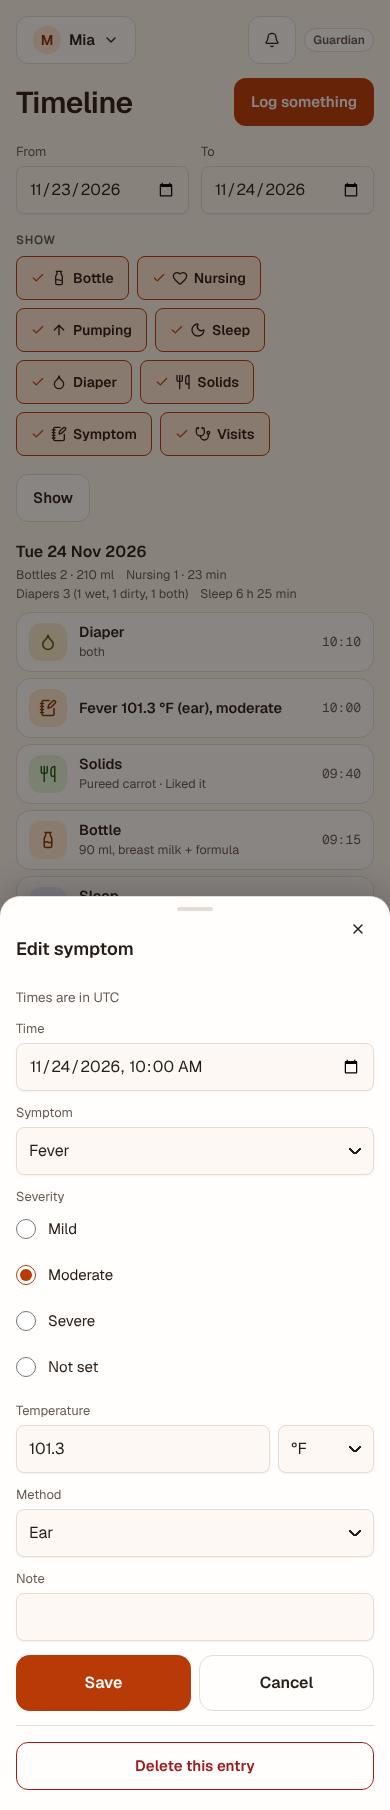 M Mia
Guardian
Timeline
Log something
From
To
11/23/2026
11/24/2026
SHOW
Bottle
Nursing
Pumping
Sleep
Diaper
Solids
Symptom
Visits
Show
Tue 24 Nov 2026
Bottles 2 · 210 ml Nursing 1 · 23 min
Diapers 3 (1 wet, 1 dirty, 1 both) Sleep 6 h 25 min
Diaper
both
10:10
Fever 101.3 °F (ear), moderate
10:00
Solids
Pureed carrot · Liked it
09:40
Bottle
90 ml, breast milk + formula
09:15
Sleep
Edit symptom
Times are in UTC
Time
11/24/2026, 10:00 AM
Symptom
Fever
Severity
Mild
Moderate
Severe
Not set
Temperature
101.3
°F
Method
Ear
Note
Save
Cancel
Delete this entry